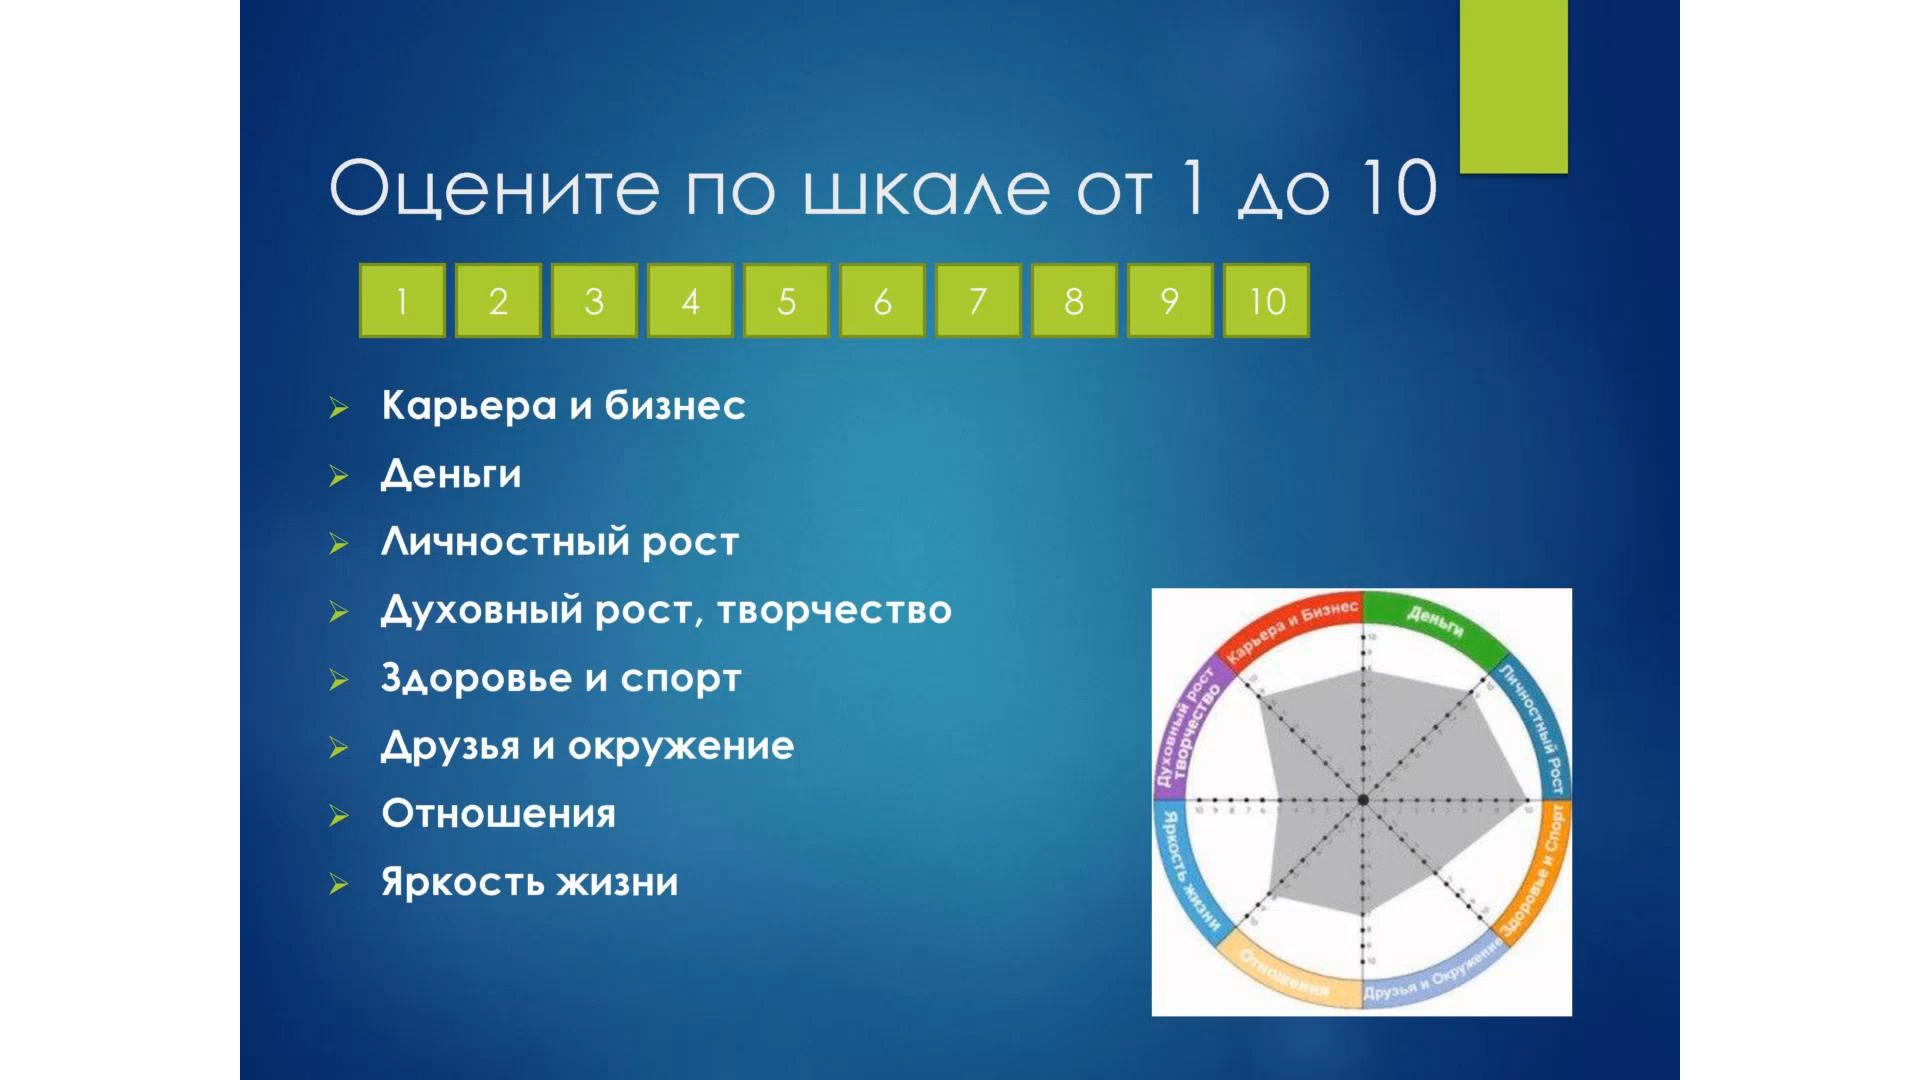 Оцените по шкале от 1 до 10
1 2 3 4 5 6 7 8 9 10
Карьера и бизнес
Деньги
Личностный рост
Духовный рост, творчество
Здоровье и спорт
Друзья и окружение
Отношения
Яркость жизни
Карьера и Бизнес
Деньги
Личностный Рост
Здоровье и Спорт
Друзья и Окружение
Отношения
Яркость жизни
Духовный рост
творчество